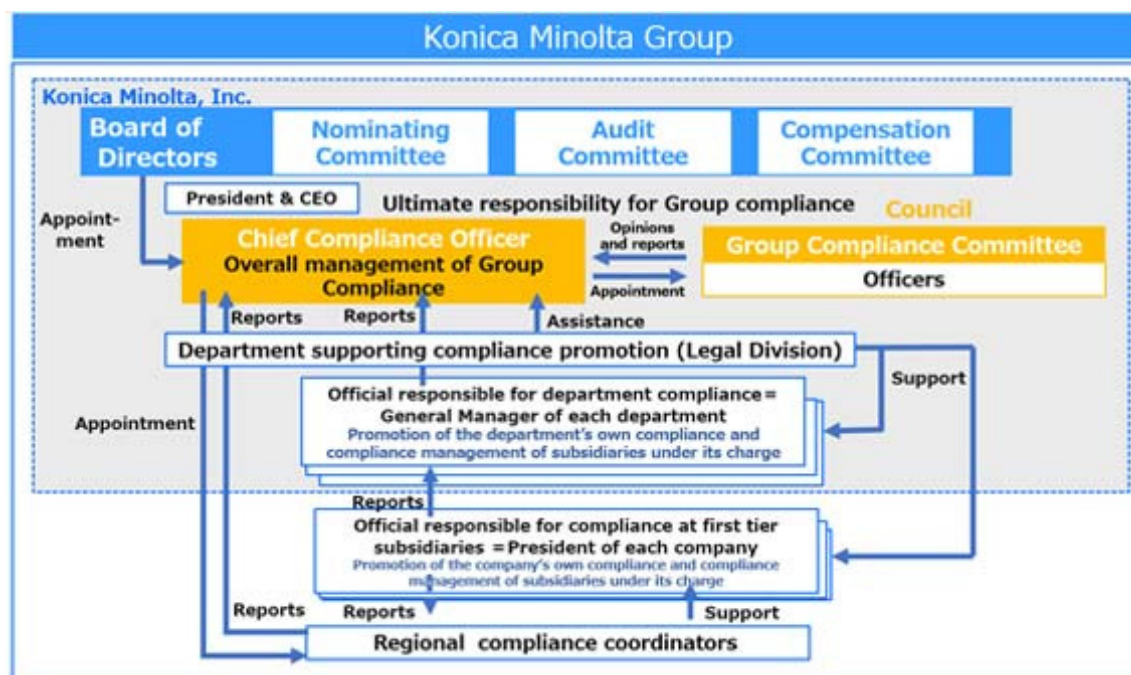 Konica Minolta Group
Konica Minolta, Inc.
Board of
Directors
Nominating
Committee
Audit
Committee
Compensation
Committee
President & CEO
Ultimate responsibility for Group compliance
Appoint-
ment
Council
Chief Compliance Officer
Overall management of Group
Compliance
Opinions
and reports
Appointment
Group Compliance Committee
Officers
Reports
Reports
Assistance
Department supporting compliance promotion (Legal Division)
Support
Appointment
Official responsible for department compliance=
General Manager of each department
Promotion of the department's own compliance and
compliance management of subsidiaries under its charge
Reports
Official responsible for compliance at first tier
subsidiaries =President of each company
Promotion of the company's own compliance and compliance
management of subsidiaries under its charge
Reports
Reports
Support
Regional compliance coordinators